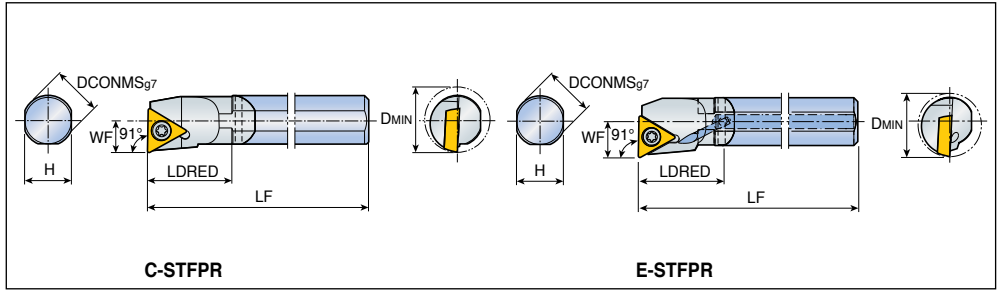 DCONMSg7
H
WF
91°
LDRED
LF
DMIN
C-STFPR
DCONMSg7
H
WF
91°
LDRED
LF
DMIN
E-STFPR